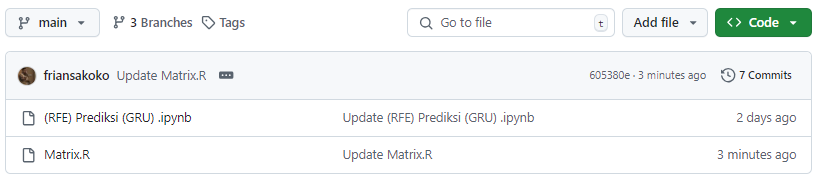 main 3 Branches Tags Go to file t Add file Code
friansakoko Update Matrix.R 605380e · 3 minutes ago 7 Commits
(RFE) Prediksi (GRU) .ipynb Update (RFE) Prediksi (GRU) .ipynb 2 days ago
Matrix.R Update Matrix.R 3 minutes ago